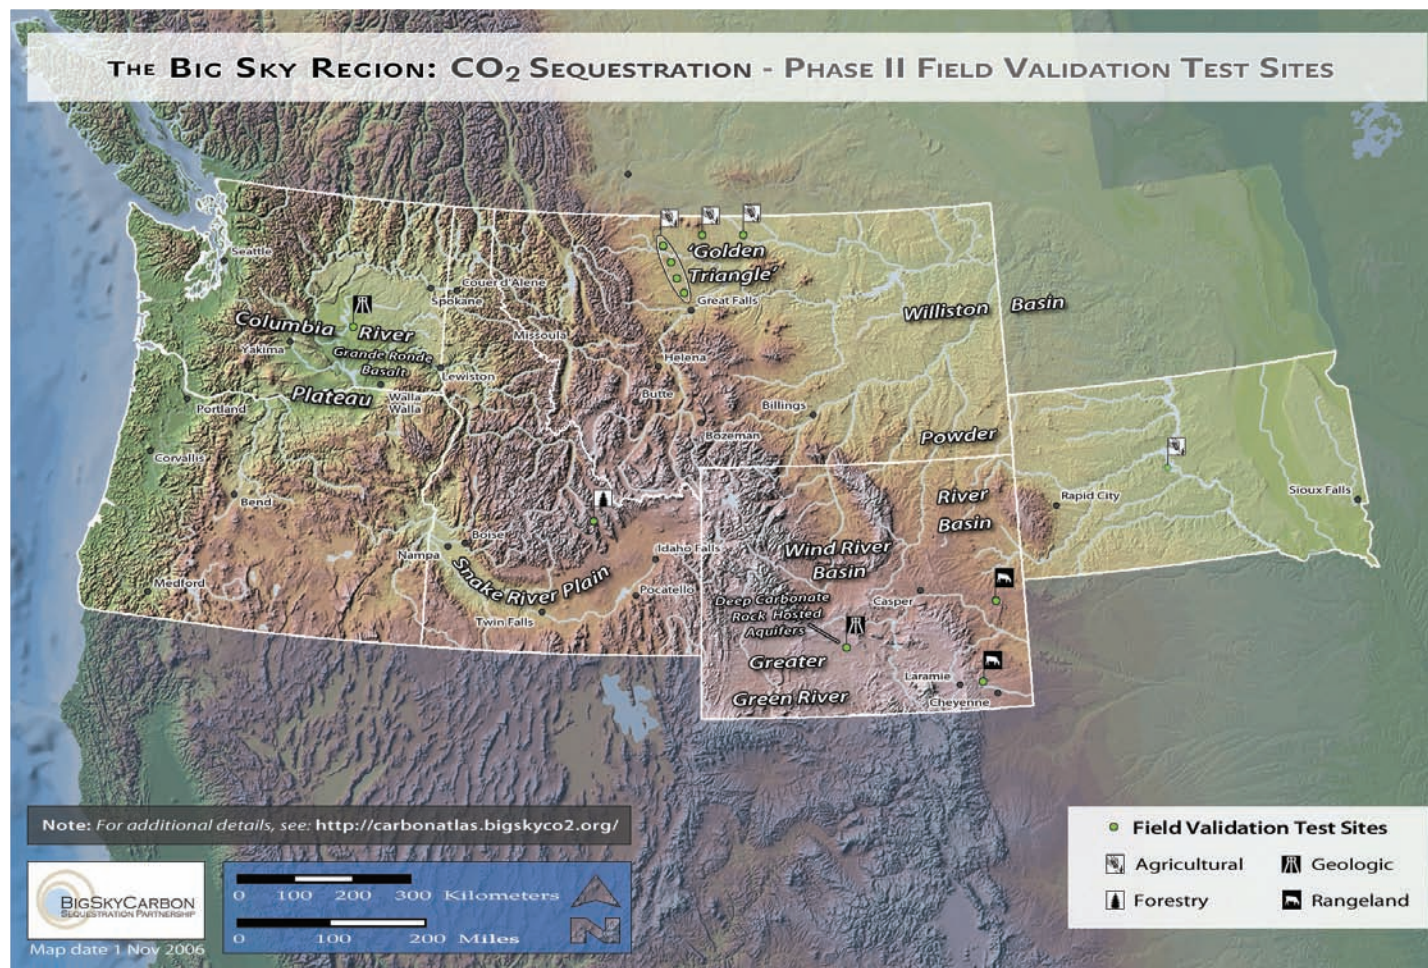 THE BIG SKY REGION: CO2 SEQUESTRATION - PHASE II FIELD VALIDATION TEST SITES
Seattle
'Golden
Triangle'
Couer d'Alene
Spokane
Great Falls
Williston Basin
Columbia River
Missoula
Yakima
Grande Ronde
Basalt
Helena
Lewiston
Plateau
Walla
Walla
Butte
Portland
Billings
Bozeman
Powder
Corvallis
Bend
River
Basin
Rapid City
Sioux Falls
Boise
Nampa
Idaho Falls
Wind River
Basin
Snake River Plain
Medford
Pocatello
Deep Carbonate
Rock Hosted
Aquifers
Casper
Twin Falls
Greater
Green River
Laramie
Cheyenne
Note: For additional details, see: http://carbonatlas.bigskyco2.org/
Field Validation Test Sites
Agricultural
Geologic
Forestry
Rangeland
BIGSKYCARBON
SEQUESTRATION PARTNERSHIP
Map date 1 Nov 2006
0 100 200 300 Kilometers
0 100 200 Miles
N